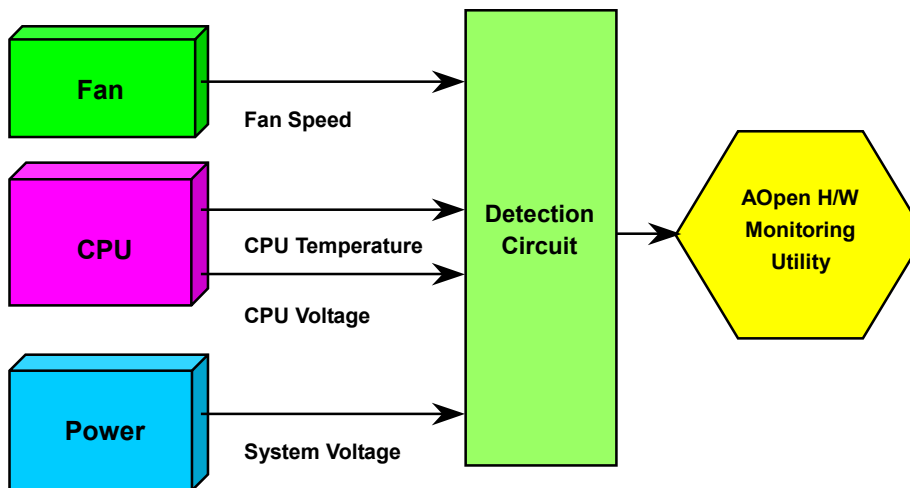 Fan
Fan Speed
CPU
CPU Temperature
CPU Voltage
Power
System Voltage
Detection
Circuit
AOpen H/W
Monitoring
Utility